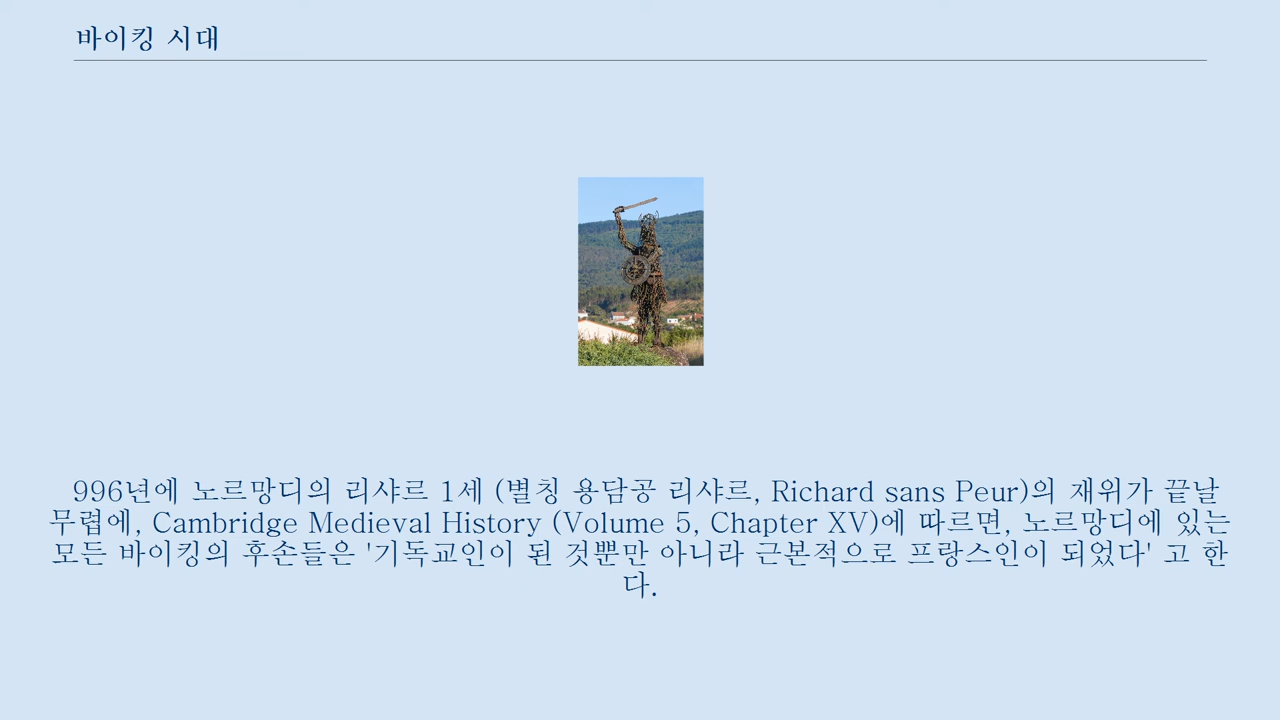 바이킹 시대
996년에 노르망디의 리샤르 1세 (별칭 용담공 리샤르, Richard sans Peur)의 재위가 끝날
무렵에, Cambridge Medieval History (Volume 5, Chapter XV)에 따르면, 노르망디에 있는
모든 바이킹의 후손들은 '기독교인이 된 것뿐만 아니라 근본적으로 프랑스인이 되었다' 고 한
다.